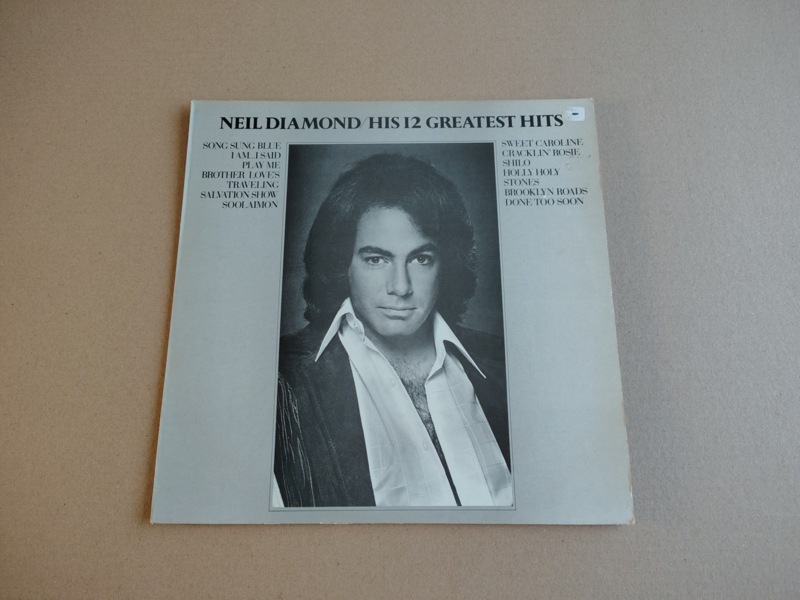 NEIL DIAMOND/HIS 12 GREATEST HITS
SONG SUNG BLUE
I AM...I SAID
PLAY ME
BROTHER LOVE'S
TRAVELING
SALVATION SHOW
SOOLAIMON
SWEET CAROLINE
CRACKLIN' ROSIE
SHILO
HOLLY HOLY
STONES
BROOKLYN ROADS
DONE TOO SOON